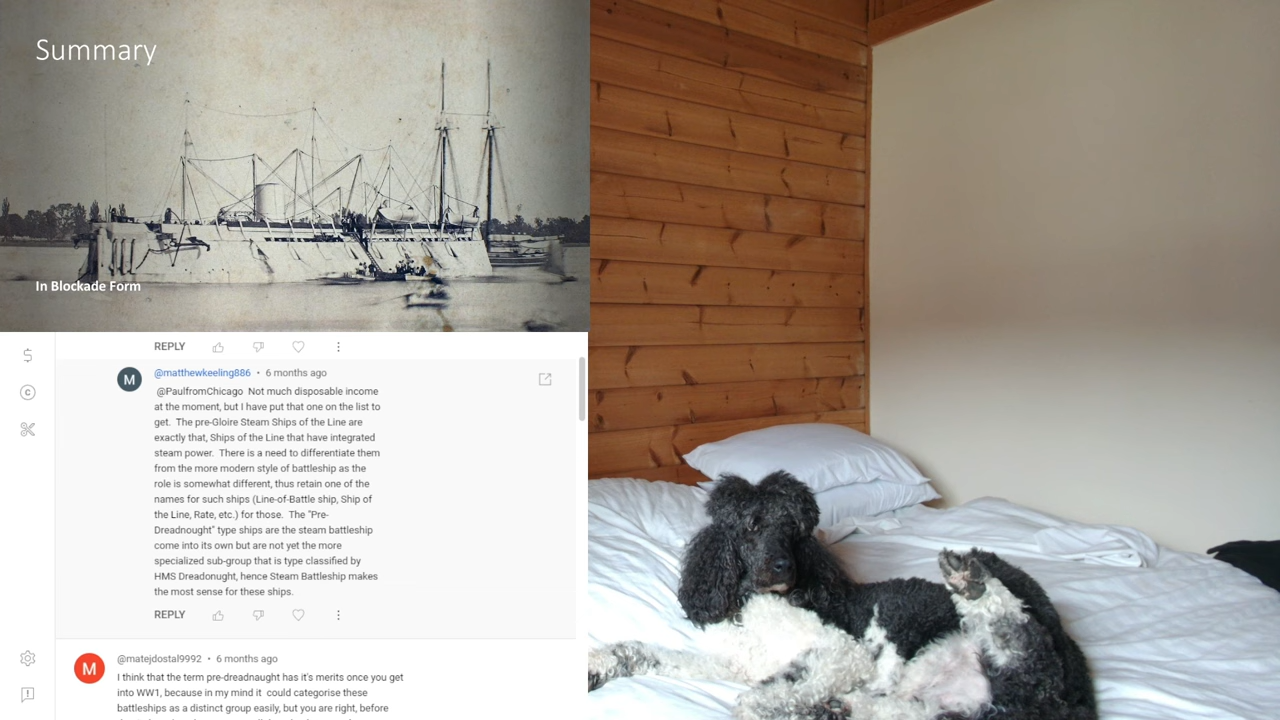 Summary
In Blockade Form
REPLY
@matthewkeeling886 • 6 months ago
M
@PaulfromChicago Not much disposable income
at the moment, but I have put that one on the list to
get. The pre-Gloire Steam Ships of the Line are
exactly that, Ships of the Line that have integrated
steam power. There is a need to differentiate them
from the more modern style of battleship as the
role is somewhat different, thus retain one of the
names for such ships (Line-of-Battle ship, Ship of
the Line, Rate, etc.) for those. The "Pre-
Dreadnought" type ships are the steam battleship
come into its own but are not yet the more
specialized sub-group that is type classified by
HMS Dreadonught, hence Steam Battleship makes
the most sense for these ships.
REPLY
@matejdostal9992 • 6 months ago
M
I think that the term pre-dreadnaught has it's merits once you get
into WW1, because in my mind it could categorise these
battleships as a distinct group easily, but you are right, before